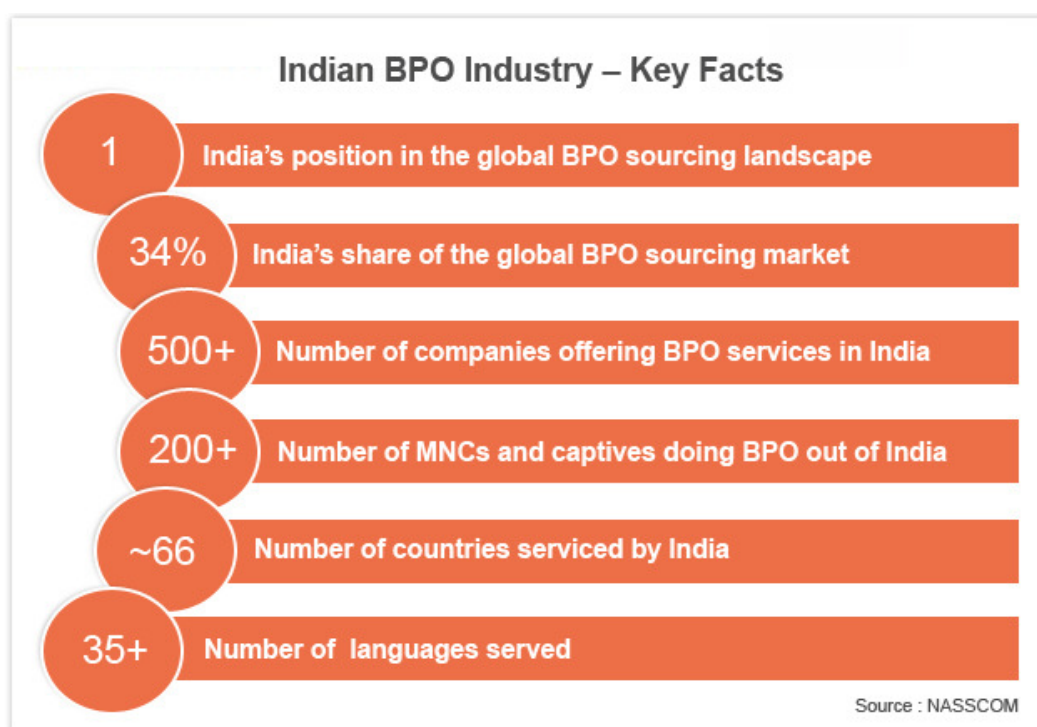 Indian BPO Industry – Key Facts
1 India's position in the global BPO sourcing landscape
34% India's share of the global BPO sourcing market
500+ Number of companies offering BPO services in India
200+ Number of MNCs and captives doing BPO out of India
~66 Number of countries serviced by India
35+ Number of languages served
Source : NASSCOM